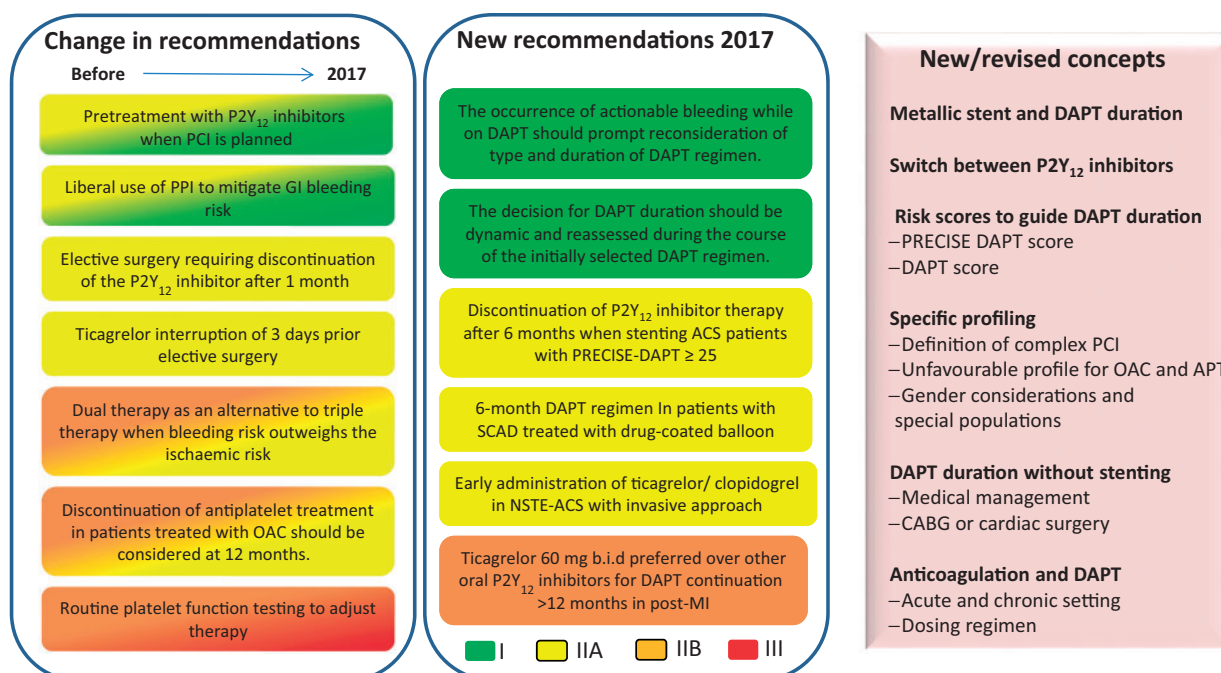 Change in recommendations
Before
2017
Pretreatment with P2Y₁₂ inhibitors
when PCI is planned
Liberal use of PPI to mitigate GI bleeding
risk
Elective surgery requiring discontinuation
of the P2Y₁₂ inhibitor after 1 month
Ticagrelor interruption of 3 days prior
elective surgery
Dual therapy as an alternative to triple
therapy when bleeding risk outweighs the
ischaemic risk
Discontinuation of antiplatelet treatment
in patients treated with OAC should be
considered at 12 months.
Routine platelet function testing to adjust
therapy
New recommendations 2017
The occurrence of actionable bleeding while
on DAPT should prompt reconsideration of
type and duration of DAPT regimen.
The decision for DAPT duration should be
dynamic and reassessed during the course
of the initially selected DAPT regimen.
Discontinuation of P2Y₁₂ inhibitor therapy
after 6 months when stenting ACS patients
with PRECISE-DAPT ≥ 25
6-month DAPT regimen In patients with
SCAD treated with drug-coated balloon
Early administration of ticagrelor/ clopidogrel
in NSTE-ACS with invasive approach
Ticagrelor 60 mg b.i.d preferred over other
oral P2Y₁₂ inhibitors for DAPT continuation
>12 months in post-MI
I IIA IIB III
New/revised concepts
Metallic stent and DAPT duration
Switch between P2Y₁₂ inhibitors
Risk scores to guide DAPT duration
–PRECISE DAPT score
–DAPT score
Specific profiling
–Definition of complex PCI
–Unfavourable profile for OAC and APT
–Gender considerations and
special populations
DAPT duration without stenting
–Medical management
–CABG or cardiac surgery
Anticoagulation and DAPT
–Acute and chronic setting
–Dosing regimen